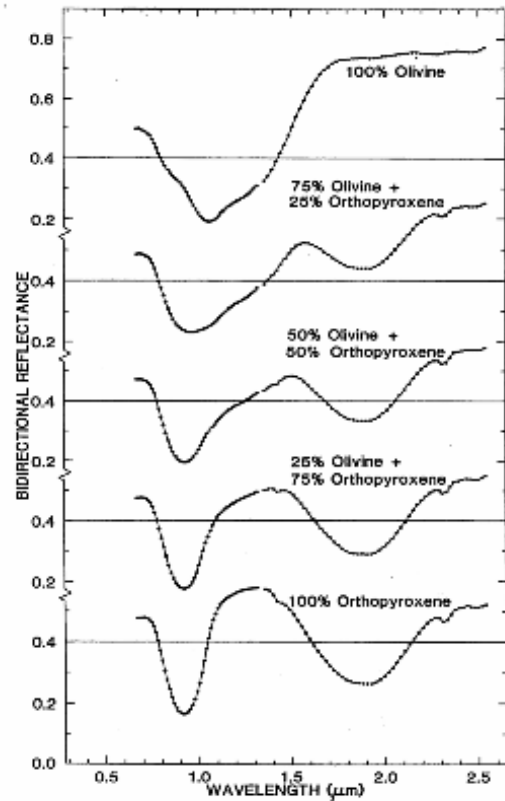 0.8
100% Olivine
0.6
0.4
75% Olivine +
25% Orthopyroxene
0.2
0.4
0.2
50% Olivine +
50% Orthopyroxene
0.4
0.2
25% Olivine +
75% Orthopyroxene
0.4
0.2
100% Orthopyroxene
0.4
0.2
0.0
BIDIRECTIONAL REFLECTANCE
0.5
1.0
1.5
2.0
2.5
WAVELENGTH (μm)